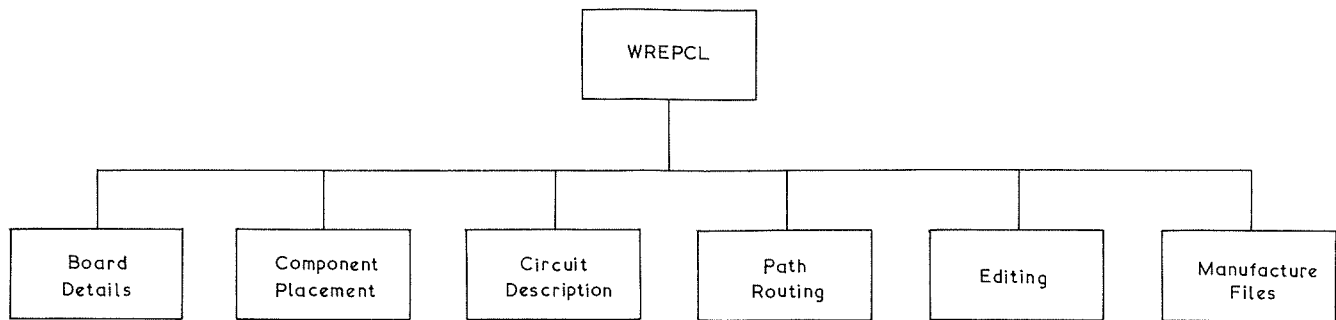 WREPCL
Board
Details
Component
Placement
Circuit
Description
Path
Routing
Editing
Manufacture
Files